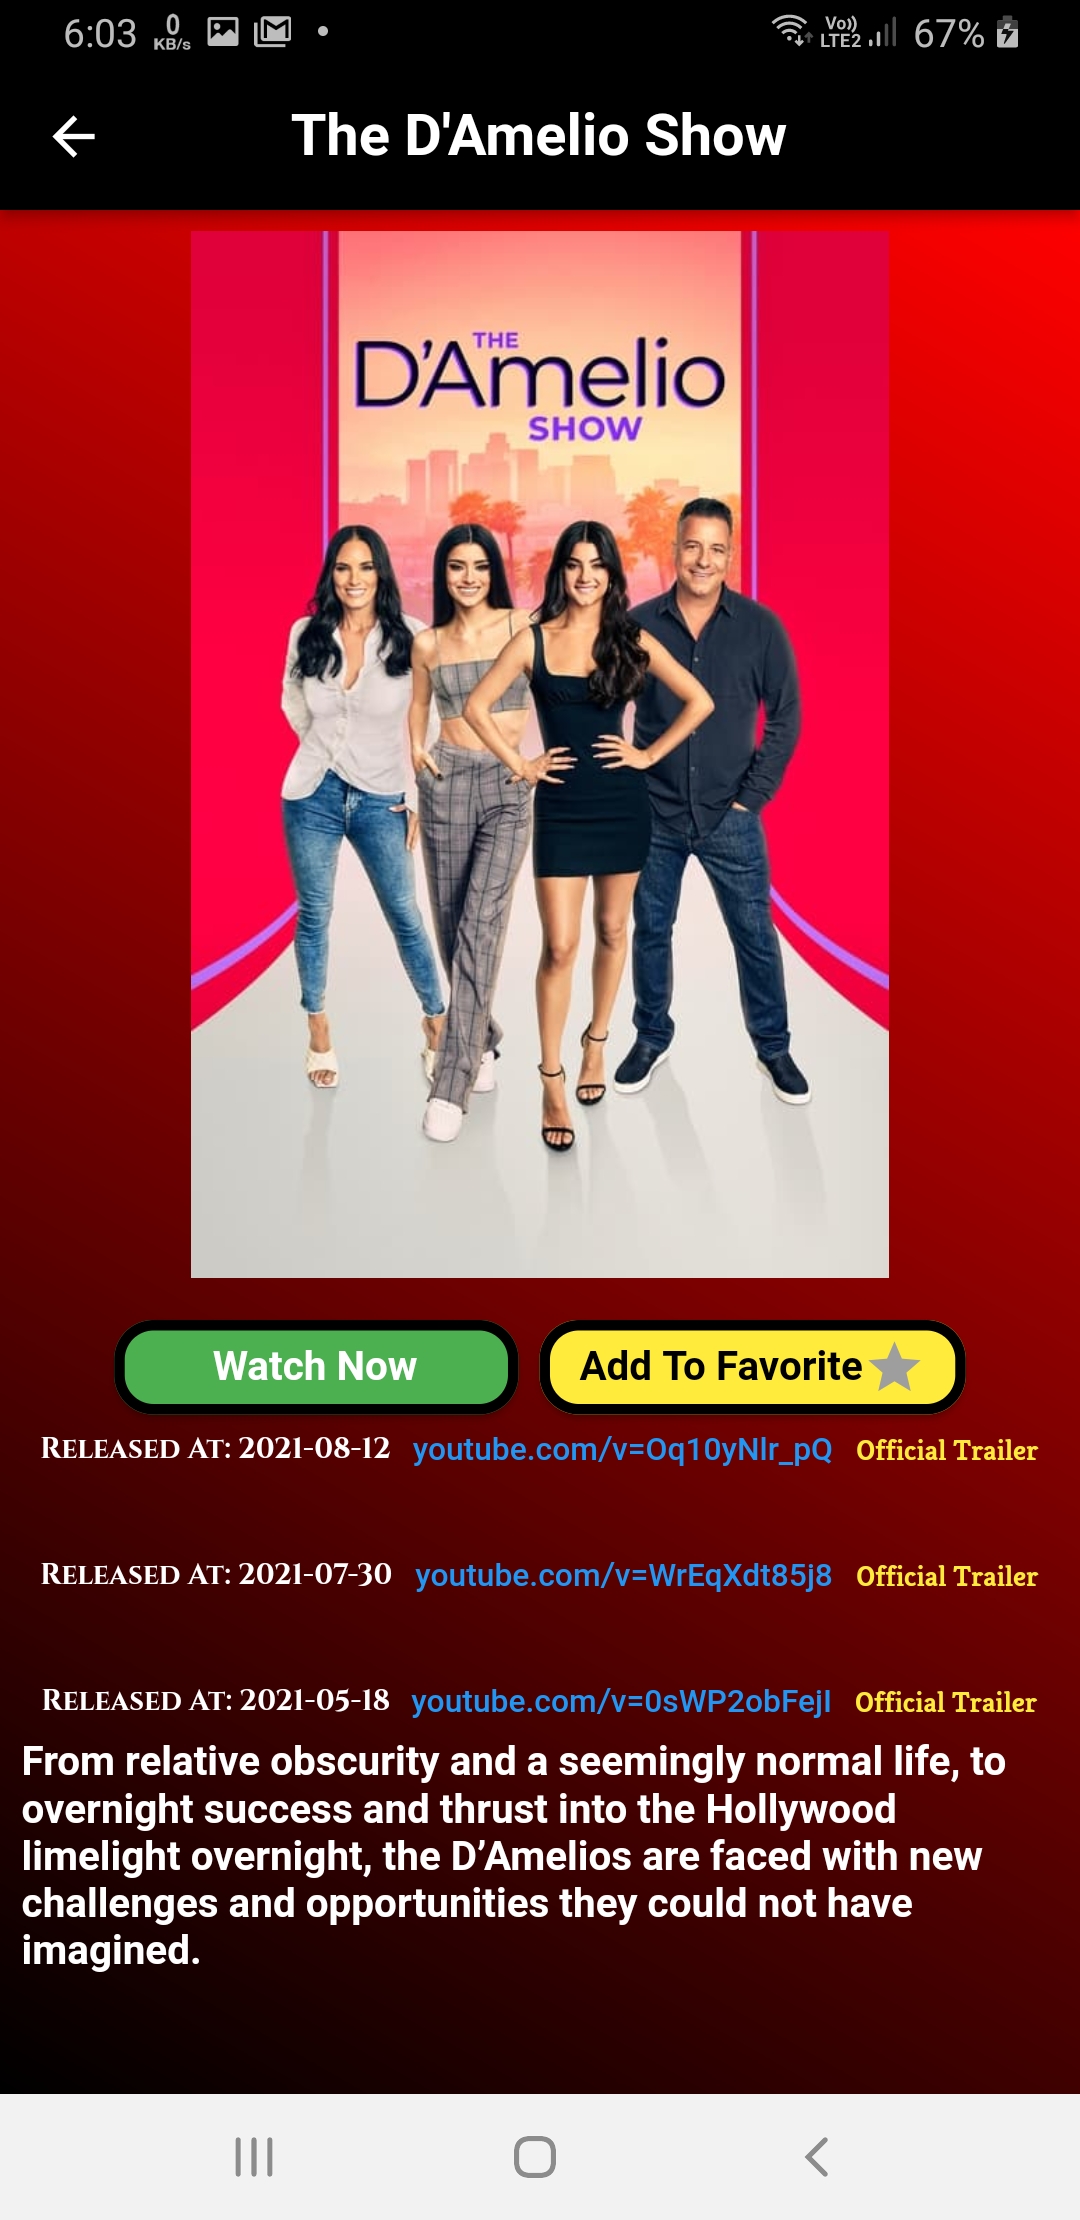 6:03 0 KB/s Vo)) LTE2 67%
The D'Amelio Show
THE
D'Amelio
SHOW
Watch Now Add To Favorite
Released At: 2021-08-12 youtube.com/v=Oq10yNlr_pQ Official Trailer
Released At: 2021-07-30 youtube.com/v=WrEqXdt85j8 Official Trailer
Released At: 2021-05-18 youtube.com/v=0sWP2obFejI Official Trailer
From relative obscurity and a seemingly normal life, to
overnight success and thrust into the Hollywood
limelight overnight, the D’Amelios are faced with new
challenges and opportunities they could not have
imagined.